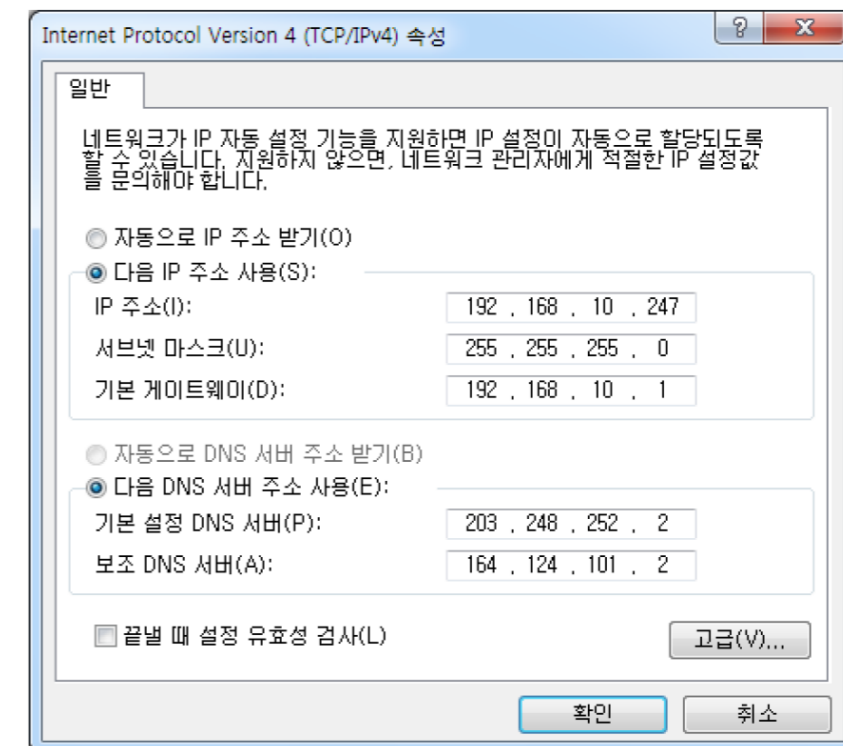 Internet Protocol Version 4 (TCP/IPv4) 속성
일반
네트워크가 IP 자동 설정 기능을 지원하면 IP 설정이 자동으로 할당되도록
할 수 있습니다. 지원하지 않으면, 네트워크 관리자에게 적절한 IP 설정값
을 문의해야 합니다.
자동으로 IP 주소 받기(O)
다음 IP 주소 사용(S):
IP 주소(I): 192 . 168 . 10 . 247
서브넷 마스크(U): 255 . 255 . 255 . 0
기본 게이트웨이(D): 192 . 168 . 10 . 1
자동으로 DNS 서버 주소 받기(B)
다음 DNS 서버 주소 사용(E):
기본 설정 DNS 서버(P): 203 . 248 . 252 . 2
보조 DNS 서버(A): 164 . 124 . 101 . 2
끝낼 때 설정 유효성 검사(L)
고급(V)...
확인 취소